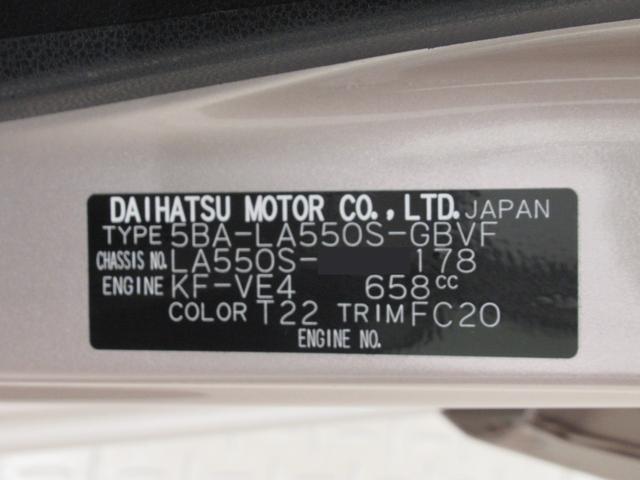 DAIHATSU MOTOR CO., LTD. JAPAN
TYPE 5BA-LA550S-GBVF
CHASSIS NO. LA550S- 178
ENGINE KF-VE4 658cc
COLOR T22 TRIM FC20
ENGINE NO.